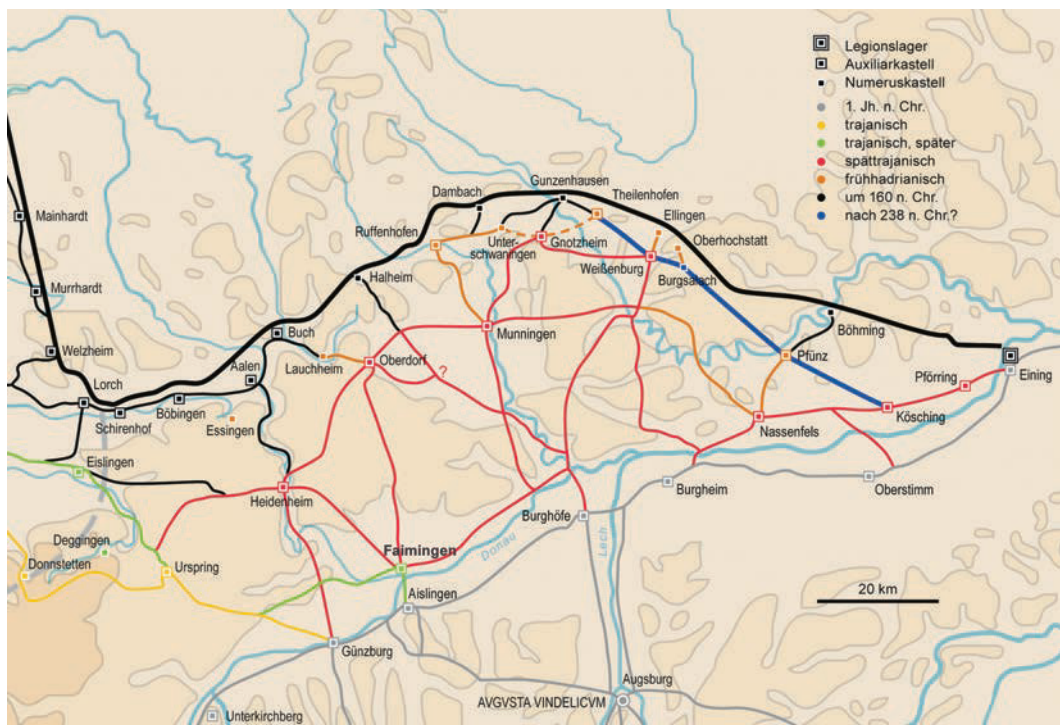 Legionslager
Auxiliarkastell
Numeruskastell
1. Jh. n. Chr.
trajanisch
trajanisch, später
spättrajanisch
frühhadrianisch
um 160 n. Chr.
nach 238 n. Chr.?
Mainhardt
Murrhardt
Welzheim
Lorch
Schirenhof
Böbingen
Aalen
Essingen
Buch
Lauchheim
Halheim
Oberdorf
?
Ruffenhofen
Dambach
Unter-
schwaningen
Gunzenhausen
Gnotzheim
Theilenhofen
Ellingen
Oberhochstatt
Weißenburg
Burgsalach
Munningen
Böhming
Pfünz
Pförring
Eining
Kösching
Nassenfels
Eislingen
Heidenheim
Deggingen
Donnstetten
Urspring
Faimingen
Aislingen
Günzburg
Unterkirchberg
Donau
Burghöfe
Lech
Burgheim
Oberstimm
20 km
Augsburg
AVGVSTA VINDELICVM